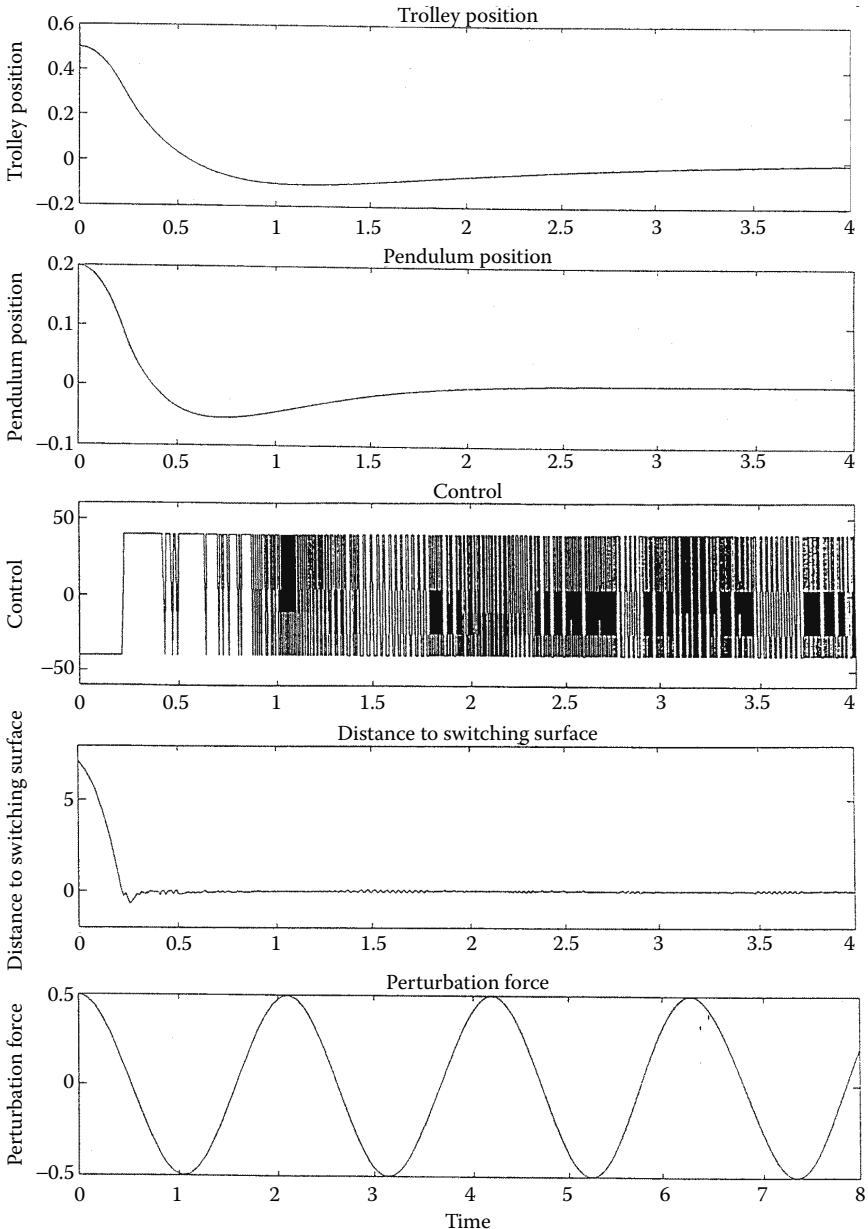 Trolley position
Trolley position
0.6
0.4
0.2
0
−0.2
0 0.5 1 1.5 2 2.5 3 3.5 4
Pendulum position
Pendulum position
0.2
0.1
0
−0.1
0 0.5 1 1.5 2 2.5 3 3.5 4
Control
Control
50
0
−50
0 0.5 1 1.5 2 2.5 3 3.5 4
Distance to switching surface
Distance to switching surface
5
0
0 0.5 1 1.5 2 2.5 3 3.5 4
Perturbation force
Perturbation force
0.5
0
−0.5
0 1 2 3 4 5 6 7 8
Time